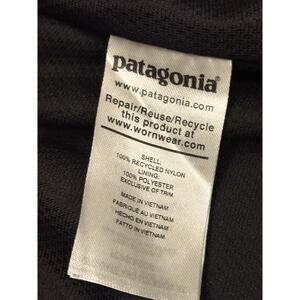 patagonia®
www.patagonia.com
Repair/Reuse/Recycle
this product at
www.wornwear.com
SHELL:
100% RECYCLED NYLON
LINING:
100% POLYESTER
EXCLUSIVE OF TRIM
MADE IN VIETNAM
FABRIQUÉ AU VIETNAM
HECHO EN VIETNAM
FATTO IN VIETNAM